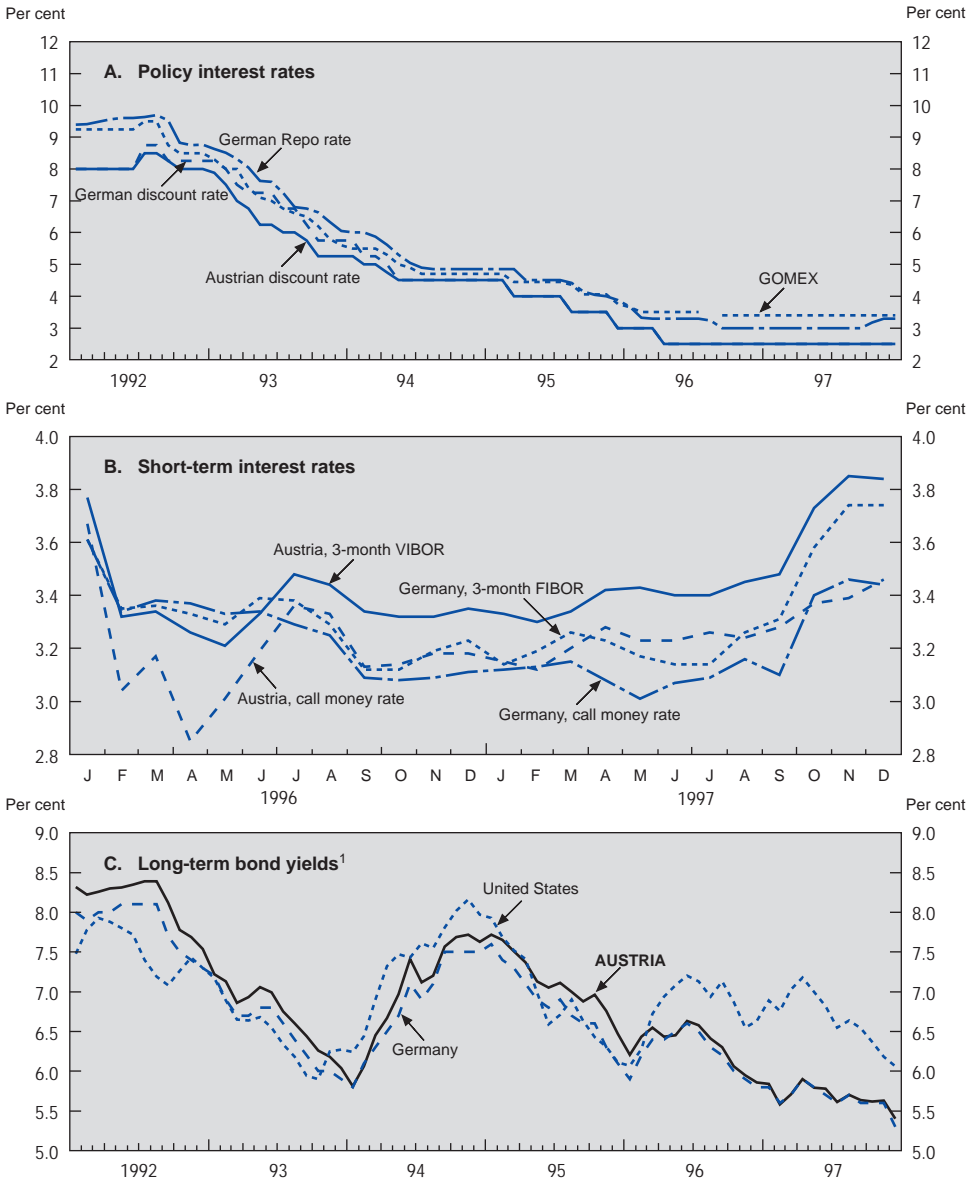 Per cent Per cent
12 12
A. Policy interest rates
11 11
10 10
German Repo rate
9 9
8 8
German discount rate
7 7
6 6
Austrian discount rate
5 5
GOMEX
4 4
3 3
2 2
1992 93 94 95 96 97
Per cent Per cent
4.0 4.0
B. Short-term interest rates
3.8 3.8
Austria, 3-month VIBOR
3.6 3.6
Germany, 3-month FIBOR
3.4 3.4
3.2 3.2
Austria, call money rate
Germany, call money rate
3.0 3.0
2.8 2.8
J F M A M J J A S O N D J F M A M J J A S O N D
1996 1997
Per cent Per cent
9.0 9.0
C. Long-term bond yields1
8.5 8.5
United States
8.0 8.0
7.5 7.5
AUSTRIA
7.0 7.0
6.5 6.5
Germany
6.0 6.0
5.5 5.5
5.0 5.0
1992 93 94 95 96 97